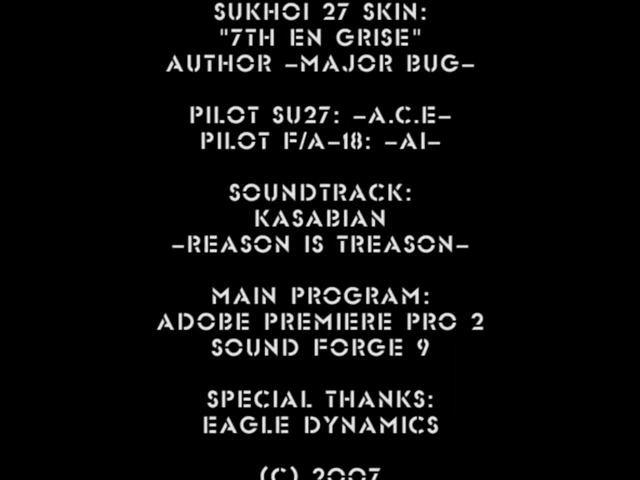 SUKHOI 27 SKIN:
"7TH EN GRISE"
AUTHOR -MAJOR BUG-
PILOT SU27: -A.C.E-
PILOT F/A-18: -AI-
SOUNDTRACK:
KASABIAN
-REASON IS TREASON-
MAIN PROGRAM:
ADOBE PREMIERE PRO 2
SOUND FORGE 9
SPECIAL THANKS:
EAGLE DYNAMICS
(C) 2007